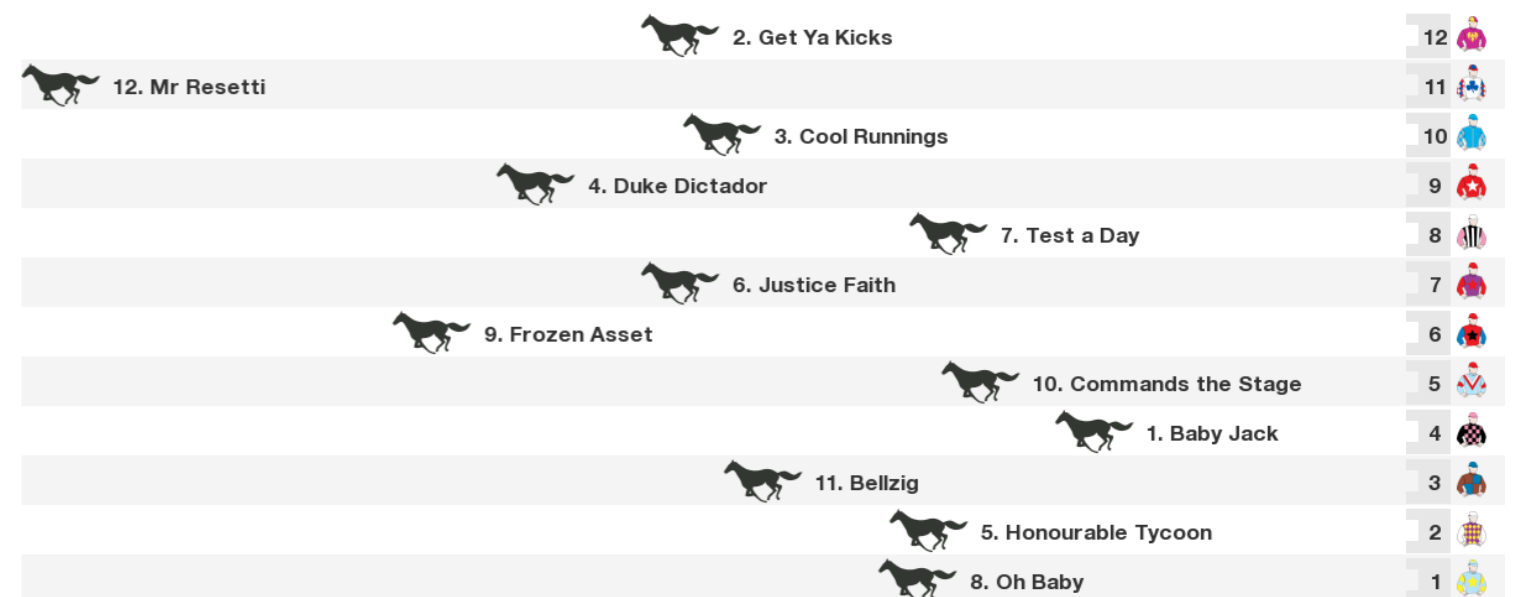 2. Get Ya Kicks 12
12. Mr Resetti 11
3. Cool Runnings 10
4. Duke Dictador 9
7. Test a Day 8
6. Justice Faith 7
9. Frozen Asset 6
10. Commands the Stage 5
1. Baby Jack 4
11. Bellzig 3
5. Honourable Tycoon 2
8. Oh Baby 1